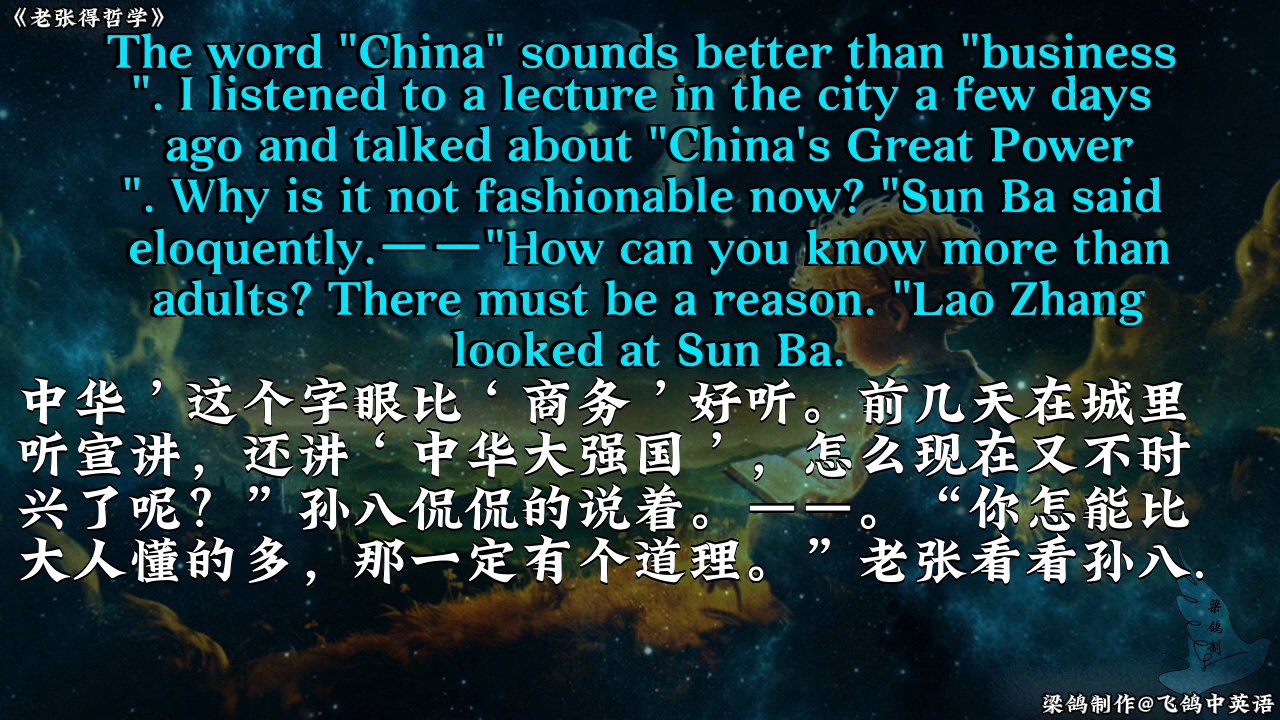 《老张得哲学》
The word "China" sounds better than "business
". I listened to a lecture in the city a few days
ago and talked about "China's Great Power
". Why is it not fashionable now? "Sun Ba said
eloquently.——"How can you know more than
adults? There must be a reason. "Lao Zhang
looked at Sun Ba.
中华’这个字眼比‘商务’好听。前几天在城里
听宣讲，还讲‘中华大强国’，怎么现在又不时
兴了呢？”孙八侃侃的说着。——。“你怎能比
大人懂的多，那一定有个道理。”老张看看孙八.
梁
鸽
制
梁鸽制作@飞鸽中英语